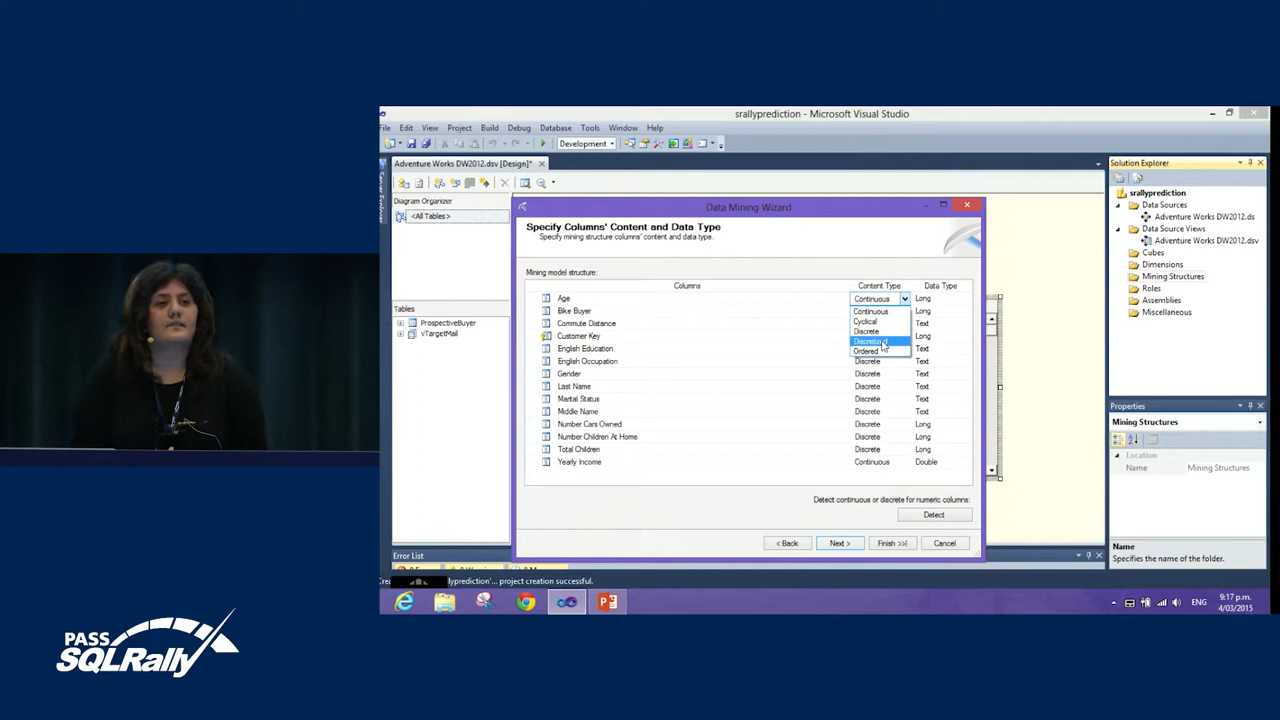 srallyprediction - Microsoft Visual Studio
File Edit View Project Build Debug Database Tools Window Help
Development
Adventure Works DW2012.dsv [Design]*
Server Explorer
Diagram Organizer
<All Tables>
Tables
ProspectiveBuyer
vTargetMail
Data Mining Wizard
Specify Columns' Content and Data Type
Specify mining structure columns' content and data type.
Mining model structure:
Columns Content Type Data Type
Age Continuous Long
Bike Buyer Continuous Long
Commute Distance Cyclical Text
Discrete
Customer Key Discretized Long
English Education Ordered Text
English Occupation Discrete Text
Gender Discrete Text
Last Name Discrete Text
Marital Status Discrete Text
Middle Name Discrete Text
Number Cars Owned Discrete Long
Number Children At Home Discrete Long
Total Children Discrete Long
Yearly Income Continuous Double
Detect continuous or discrete for numeric columns:
Detect
< Back Next > Finish >>| Cancel
Solution Explorer
srallyprediction
Data Sources
Adventure Works DW2012.ds
Data Source Views
Adventure Works DW2012.dsv
Cubes
Dimensions
Mining Structures
Roles
Assemblies
Miscellaneous
Properties
Mining Structures
Location
Name Mining Structures
Name
Specifies the name of the folder.
Error List
lyprediction'... project creation successful.
ENG
9:17 p.m.
4/03/2015
PASS
SQLRally